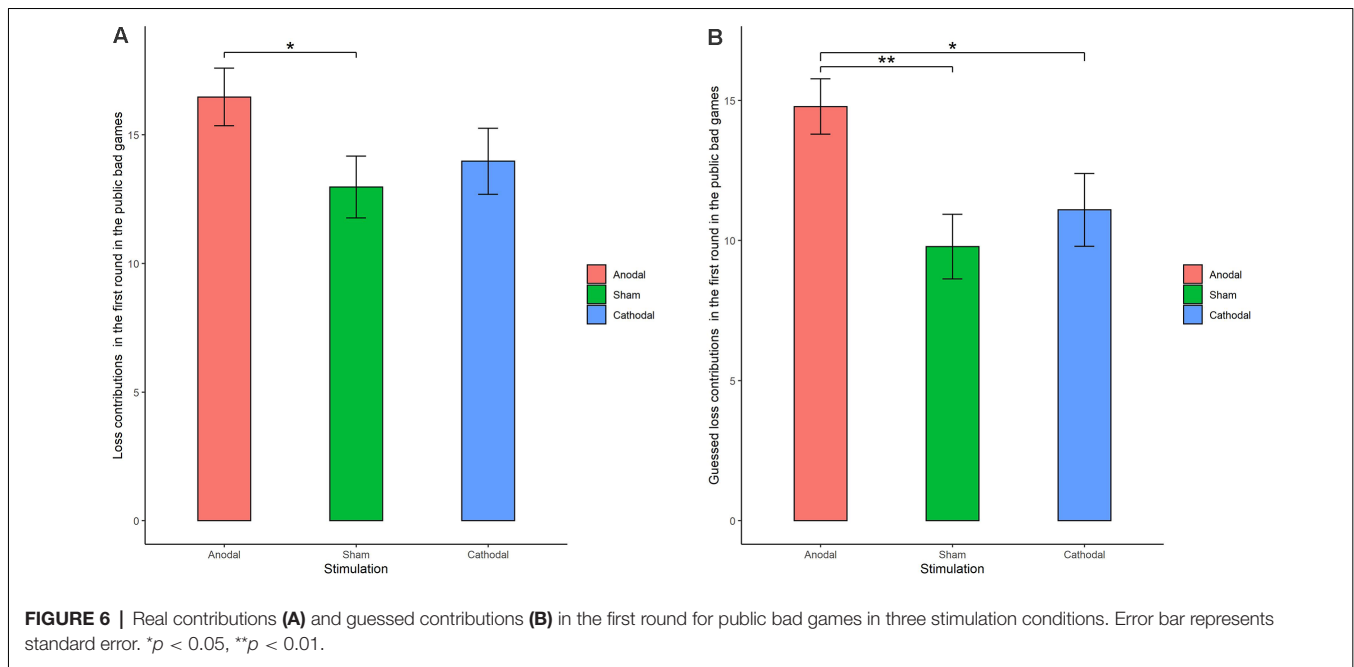 A
*
Loss contributions in the first round in the public bad games
15
10
5
0
Anodal
Sham
Cathodal
Stimulation
Anodal
Sham
Cathodal
B
*
**
Guessed loss contributions in the first round in the public bad games
15
10
5
0
Anodal
Sham
Cathodal
Stimulation
Anodal
Sham
Cathodal
FIGURE 6 | Real contributions (A) and guessed contributions (B) in the first round for public bad games in three stimulation conditions. Error bar represents
standard error. *p < 0.05, **p < 0.01.